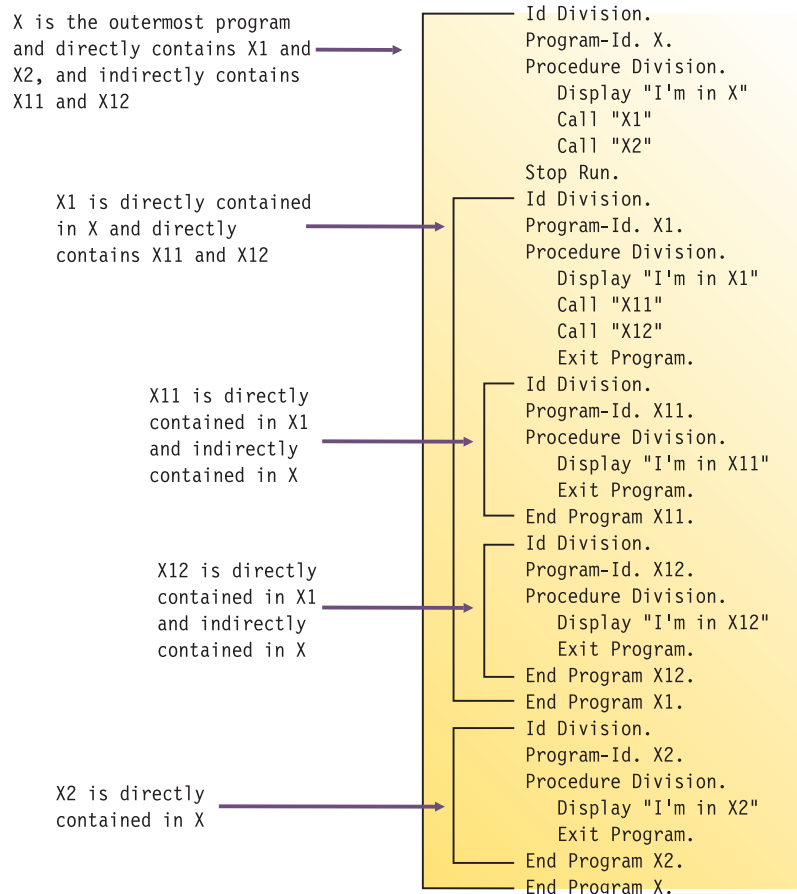 X is the outermost program
and directly contains X1 and
X2, and indirectly contains
X11 and X12
Id Division.
Program-Id. X.
Procedure Division.
Display "I'm in X"
Call "X1"
Call "X2"
Stop Run.
X1 is directly contained
in X and directly
contains X11 and X12
Id Division.
Program-Id. X1.
Procedure Division.
Display "I'm in X1"
Call "X11"
Call "X12"
Exit Program.
X11 is directly
contained in X1
and indirectly
contained in X
Id Division.
Program-Id. X11.
Procedure Division.
Display "I'm in X11"
Exit Program.
End Program X11.
X12 is directly
contained in X1
and indirectly
contained in X
Id Division.
Program-Id. X12.
Procedure Division.
Display "I'm in X12"
Exit Program.
End Program X12.
End Program X1.
X2 is directly
contained in X
Id Division.
Program-Id. X2.
Procedure Division.
Display "I'm in X2"
Exit Program.
End Program X2.
End Program X.